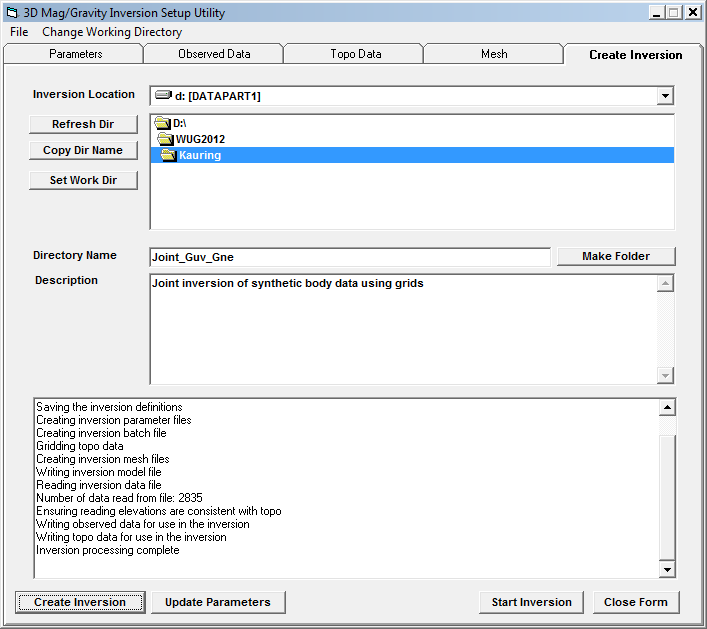 3D Mag/Gravity Inversion Setup Utility
File Change Working Directory
Parameters Observed Data Topo Data Mesh Create Inversion
Inversion Location d: [DATAPART1]
Refresh Dir D:\
WUG2012
Copy Dir Name Kauring
Set Work Dir
Directory Name Joint_Guv_Gne Make Folder
Description Joint inversion of synthetic body data using grids
Saving the inversion definitions
Creating inversion parameter files
Creating inversion batch file
Gridding topo data
Creating inversion mesh files
Writing inversion model file
Reading inversion data file
Number of data read from file: 2835
Ensuring reading elevations are consistent with topo
Writing observed data for use in the inversion
Writing topo data for use in the inversion
Inversion processing complete
Create Inversion Update Parameters Start Inversion Close Form